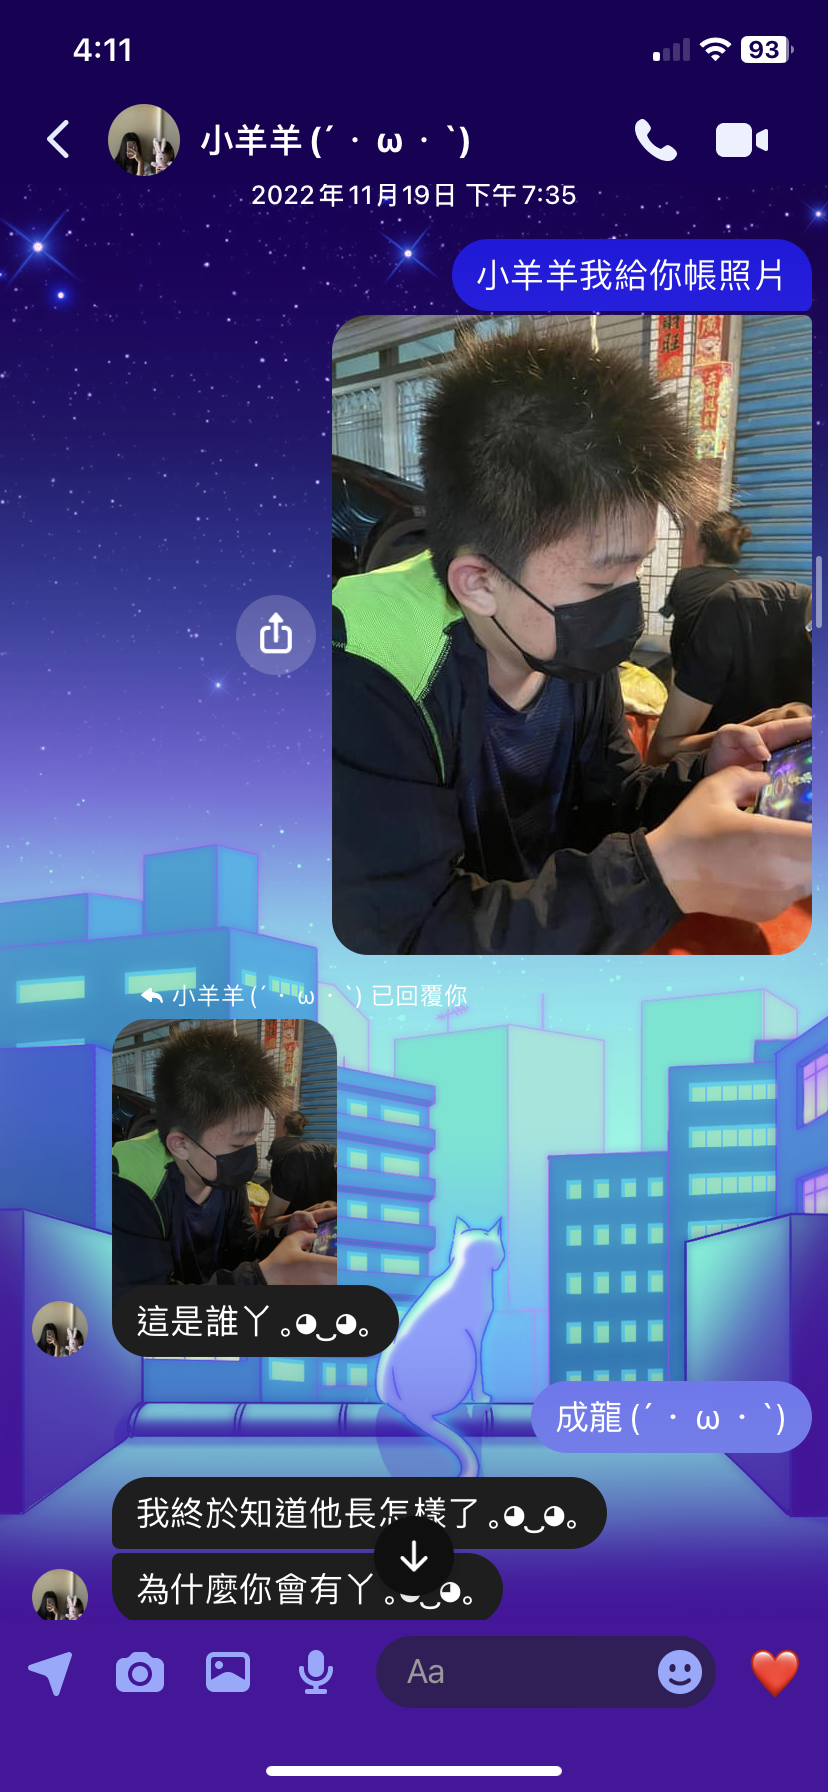 4:11
93
小羊羊 (´・ω・`)
2022年11月19日 下午7:35
小羊羊我給你帳照片
小羊羊 (´・ω・`) 已回覆你
這是誰丫 ｡◕‿◕｡
成龍 (´・ω・`)
我終於知道他長怎樣了 ｡◕‿◕｡
為什麼你會有丫 ｡◕‿◕｡
Aa